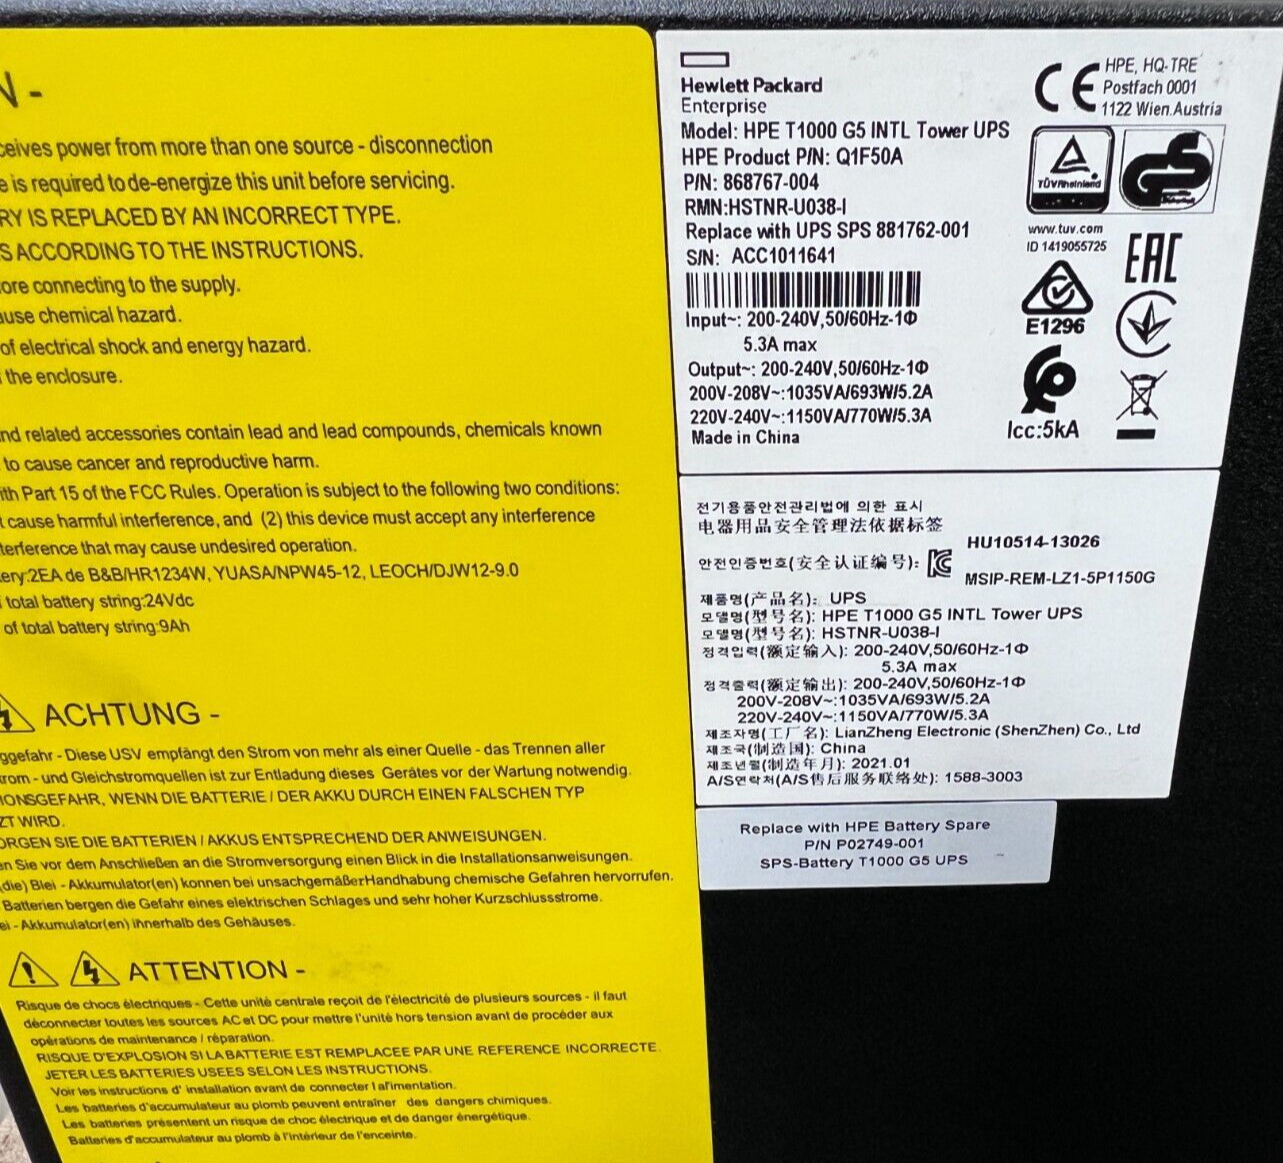 N -
ceives power from more than one source - disconnection
e is required to de-energize this unit before servicing.
RY IS REPLACED BY AN INCORRECT TYPE.
S ACCORDING TO THE INSTRUCTIONS.
ore connecting to the supply.
ause chemical hazard.
of electrical shock and energy hazard.
the enclosure.
nd related accessories contain lead and lead compounds, chemicals known
to cause cancer and reproductive harm.
ith Part 15 of the FCC Rules. Operation is subject to the following two conditions:
t cause harmful interference, and (2) this device must accept any interference
terference that may cause undesired operation.
ery:2EA de B&B/HR1234W, YUASA/NPW45-12, LEOCH/DJW12-9.0
total battery string:24Vdc
of total battery string:9Ah
ACHTUNG -
ggefahr - Diese USV empfängt den Strom von mehr als einer Quelle - das Trennen aller
rom - und Gleichstromquellen ist zur Entladung dieses Gerätes vor der Wartung notwendig.
IONSGEFAHR, WENN DIE BATTERIE / DER AKKU DURCH EINEN FALSCHEN TYP
ZT WIRD.
ORGEN SIE DIE BATTERIEN / AKKUS ENTSPRECHEND DER ANWEISUNGEN.
en Sie vor dem Anschließen an die Stromversorgung einen Blick in die Installationsanweisungen.
(die) Blei - Akkumulator(en) konnen bei unsachgemäßerHandhabung chemische Gefahren hervorrufen.
Batterien bergen die Gefahr eines elektrischen Schlages und sehr hoher Kurzschlussstrome.
ei - Akkumulator(en) innerhalb des Gehäuses.
ATTENTION -
Risque de chocs électriques - Cette unité centrale reçoit de l'électricité de plusieurs sources - il faut
déconnecter toutes les sources AC et DC pour mettre l'unité hors tension avant de procéder aux
opérations de maintenance / réparation.
RISQUE D'EXPLOSION SI LA BATTERIE EST REMPLACEE PAR UNE REFERENCE INCORRECTE.
JETER LES BATTERIES USEES SELON LES INSTRUCTIONS.
Voir les instructions d' installation avant de connecter l alimentation.
Les batteries d'accumulateur au plomb peuvent entraîner des dangers chimiques.
Les batteries présentent un risque de choc électrique et de danger énergétique.
Batteries d'accumulateur au plomb à l'intérieur de l'enceinte.
Hewlett Packard
Enterprise
Model: HPE T1000 G5 INTL Tower UPS
HPE Product P/N: Q1F50A
P/N: 868767-004
RMN:HSTNR-U038-I
Replace with UPS SPS 881762-001
S/N: ACC1011641
Input~: 200-240V,50/60Hz-1Φ
5.3A max
Output~: 200-240V,50/60Hz-1Φ
200V-208V~:1035VA/693W/5.2A
220V-240V~:1150VA/770W/5.3A
Made in China
CE
HPE, HQ-TRE
Postfach 0001
1122 Wien.Austria
TÜVRheinland
www.tuv.com
ID 1419055725
EAC
E1296
Icc:5kA
전기용품안전관리법에 의한 표시
电器用品安全管理法依据标签
안전인증번호(安全认证编号):
HU10514-13026
MSIP-REM-LZ1-5P1150G
제품명(产品名): UPS
모델명(型号名): HPE T1000 G5 INTL Tower UPS
모델명(型号名): HSTNR-U038-I
정격입력(额定输入): 200-240V,50/60Hz-1Φ
5.3A max
정격출력(额定输出): 200-240V,50/60Hz-1Φ
200V-208V~:1035VA/693W/5.2A
220V-240V~:1150VA/770W/5.3A
제조자명(工厂名): LianZheng Electronic (ShenZhen) Co., Ltd
제조국(制造国): China
제조년월(制造年月): 2021.01
A/S연락처(A/S售后服务联络处): 1588-3003
Replace with HPE Battery Spare
P/N P02749-001
SPS-Battery T1000 G5 UPS